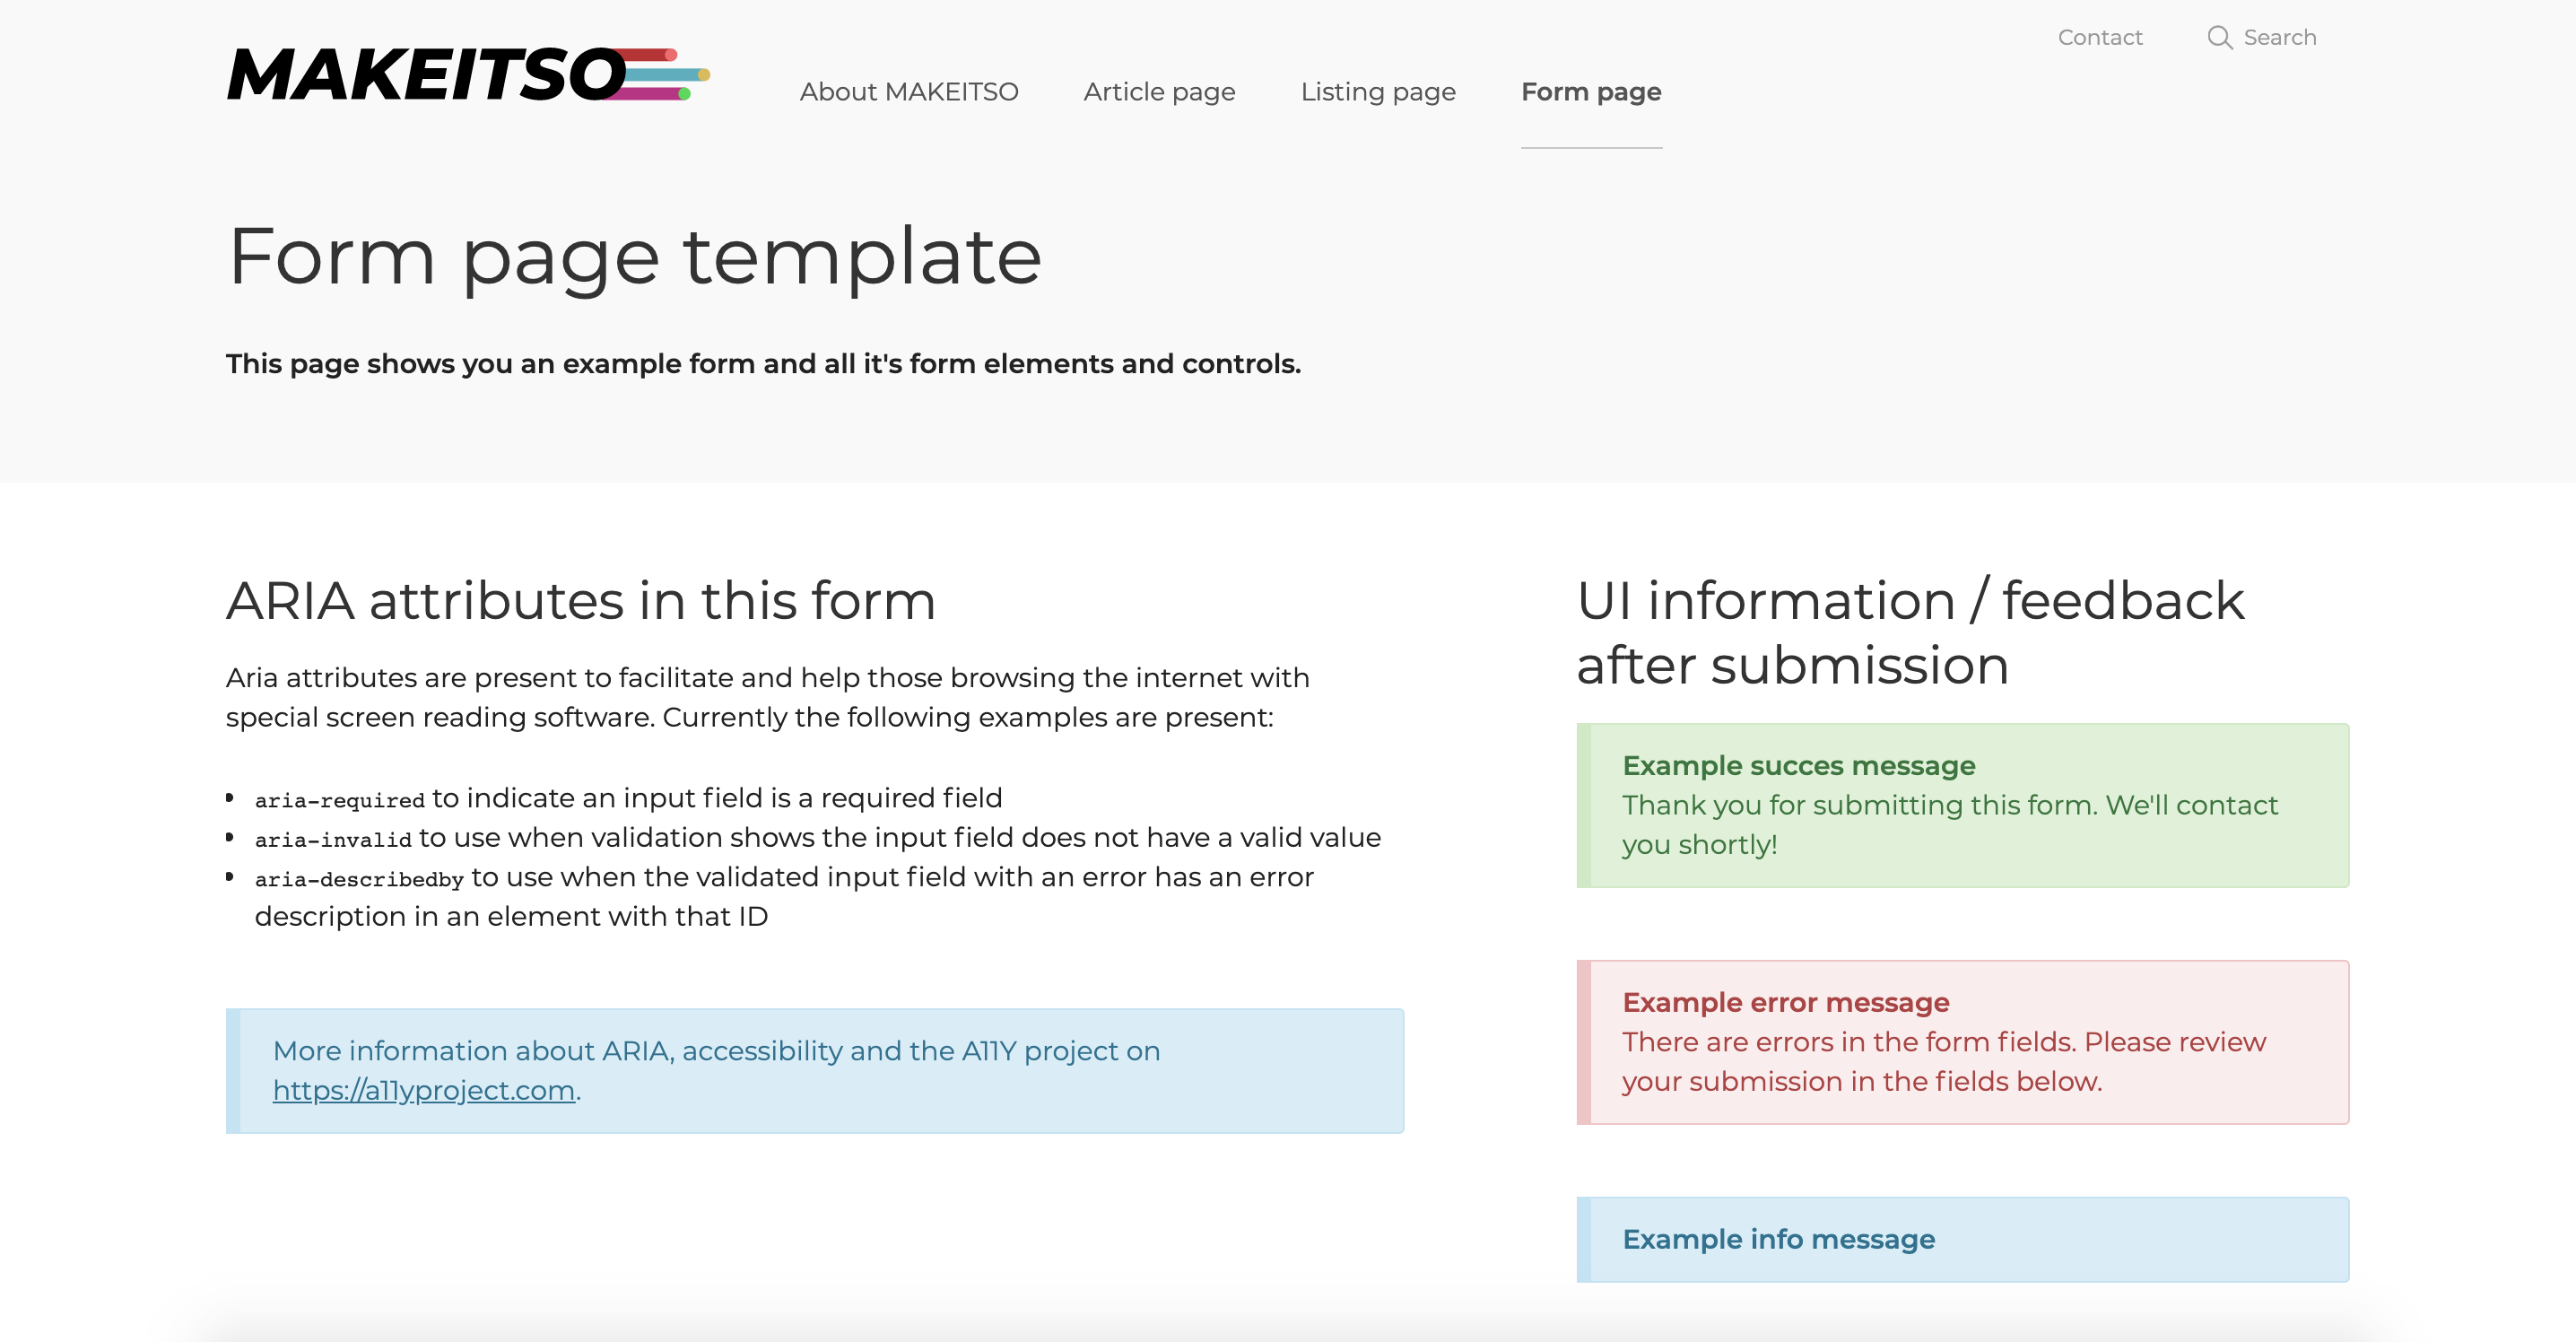 Contact
Search
MAKEITSO
About MAKEITSO
Article page
Listing page
Form page
Form page template
This page shows you an example form and all it's form elements and controls.
ARIA attributes in this form
Aria attributes are present to facilitate and help those browsing the internet with
special screen reading software. Currently the following examples are present:
• aria-required to indicate an input field is a required field
• aria-invalid to use when validation shows the input field does not have a valid value
• aria-describedby to use when the validated input field with an error has an error
description in an element with that ID
More information about ARIA, accessibility and the A11Y project on
https://a11yproject.com.
UI information / feedback
after submission
Example succes message
Thank you for submitting this form. We'll contact
you shortly!
Example error message
There are errors in the form fields. Please review
your submission in the fields below.
Example info message